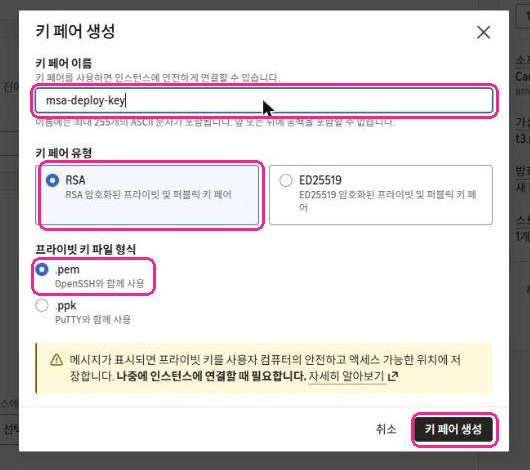 키 페어 생성
키 페어 이름
키 페어를 사용하면 인스턴스에 안전하게 연결할 수 있습니다.
msa-deploy-key
이름에는 최대 255개의 ASCII 문자가 포함됩니다. 앞 또는 뒤에 공백을 포함할 수 없습니다.
키 페어 유형
RSA
RSA 암호화된 프라이빗 및 퍼블릭 키 페어
ED25519
ED25519 암호화된 프라이빗 및 퍼블릭 키 페
어
프라이빗 키 파일 형식
.pem
OpenSSH와 함께 사용
.ppk
PuTTY와 함께 사용
메시지가 표시되면 프라이빗 키를 사용자 컴퓨터의 안전하고 액세스 가능한 위치에 저
장합니다. 나중에 인스턴스에 연결할 때 필요합니다. 자세히 알아보기
취소
키 페어 생성